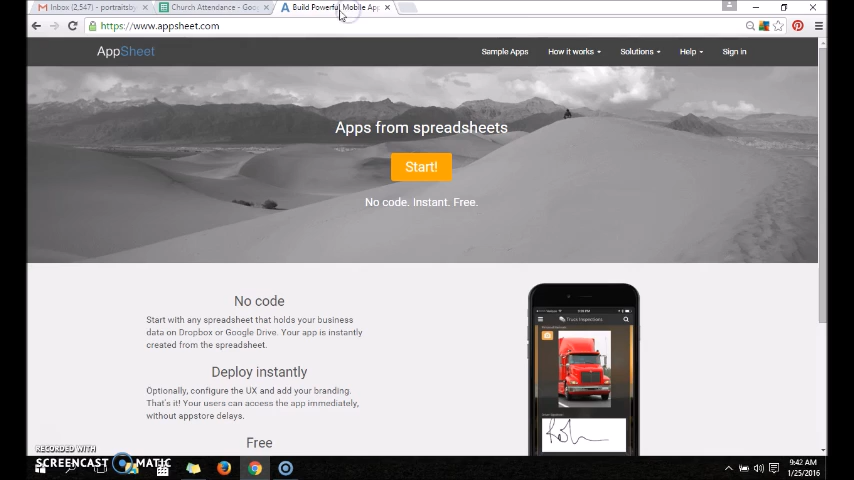 Inbox (2,547) - portraitsby
Church Attendance - Goo
Build Powerful Mobile App
https://www.appsheet.com
AppSheet
Sample Apps
How it works
Solutions
Help
Sign in
Apps from spreadsheets
Start!
No code. Instant. Free.
No code
Start with any spreadsheet that holds your business
data on Dropbox or Google Drive. Your app is instantly
created from the spreadsheet.
Deploy instantly
Optionally, configure the UX and add your branding.
That's it! Your users can access the app immediately,
without appstore delays.
Free
Truck Inspections
RECORDED WITH
SCREENCAST MATIC
9:42 AM
1/25/2016